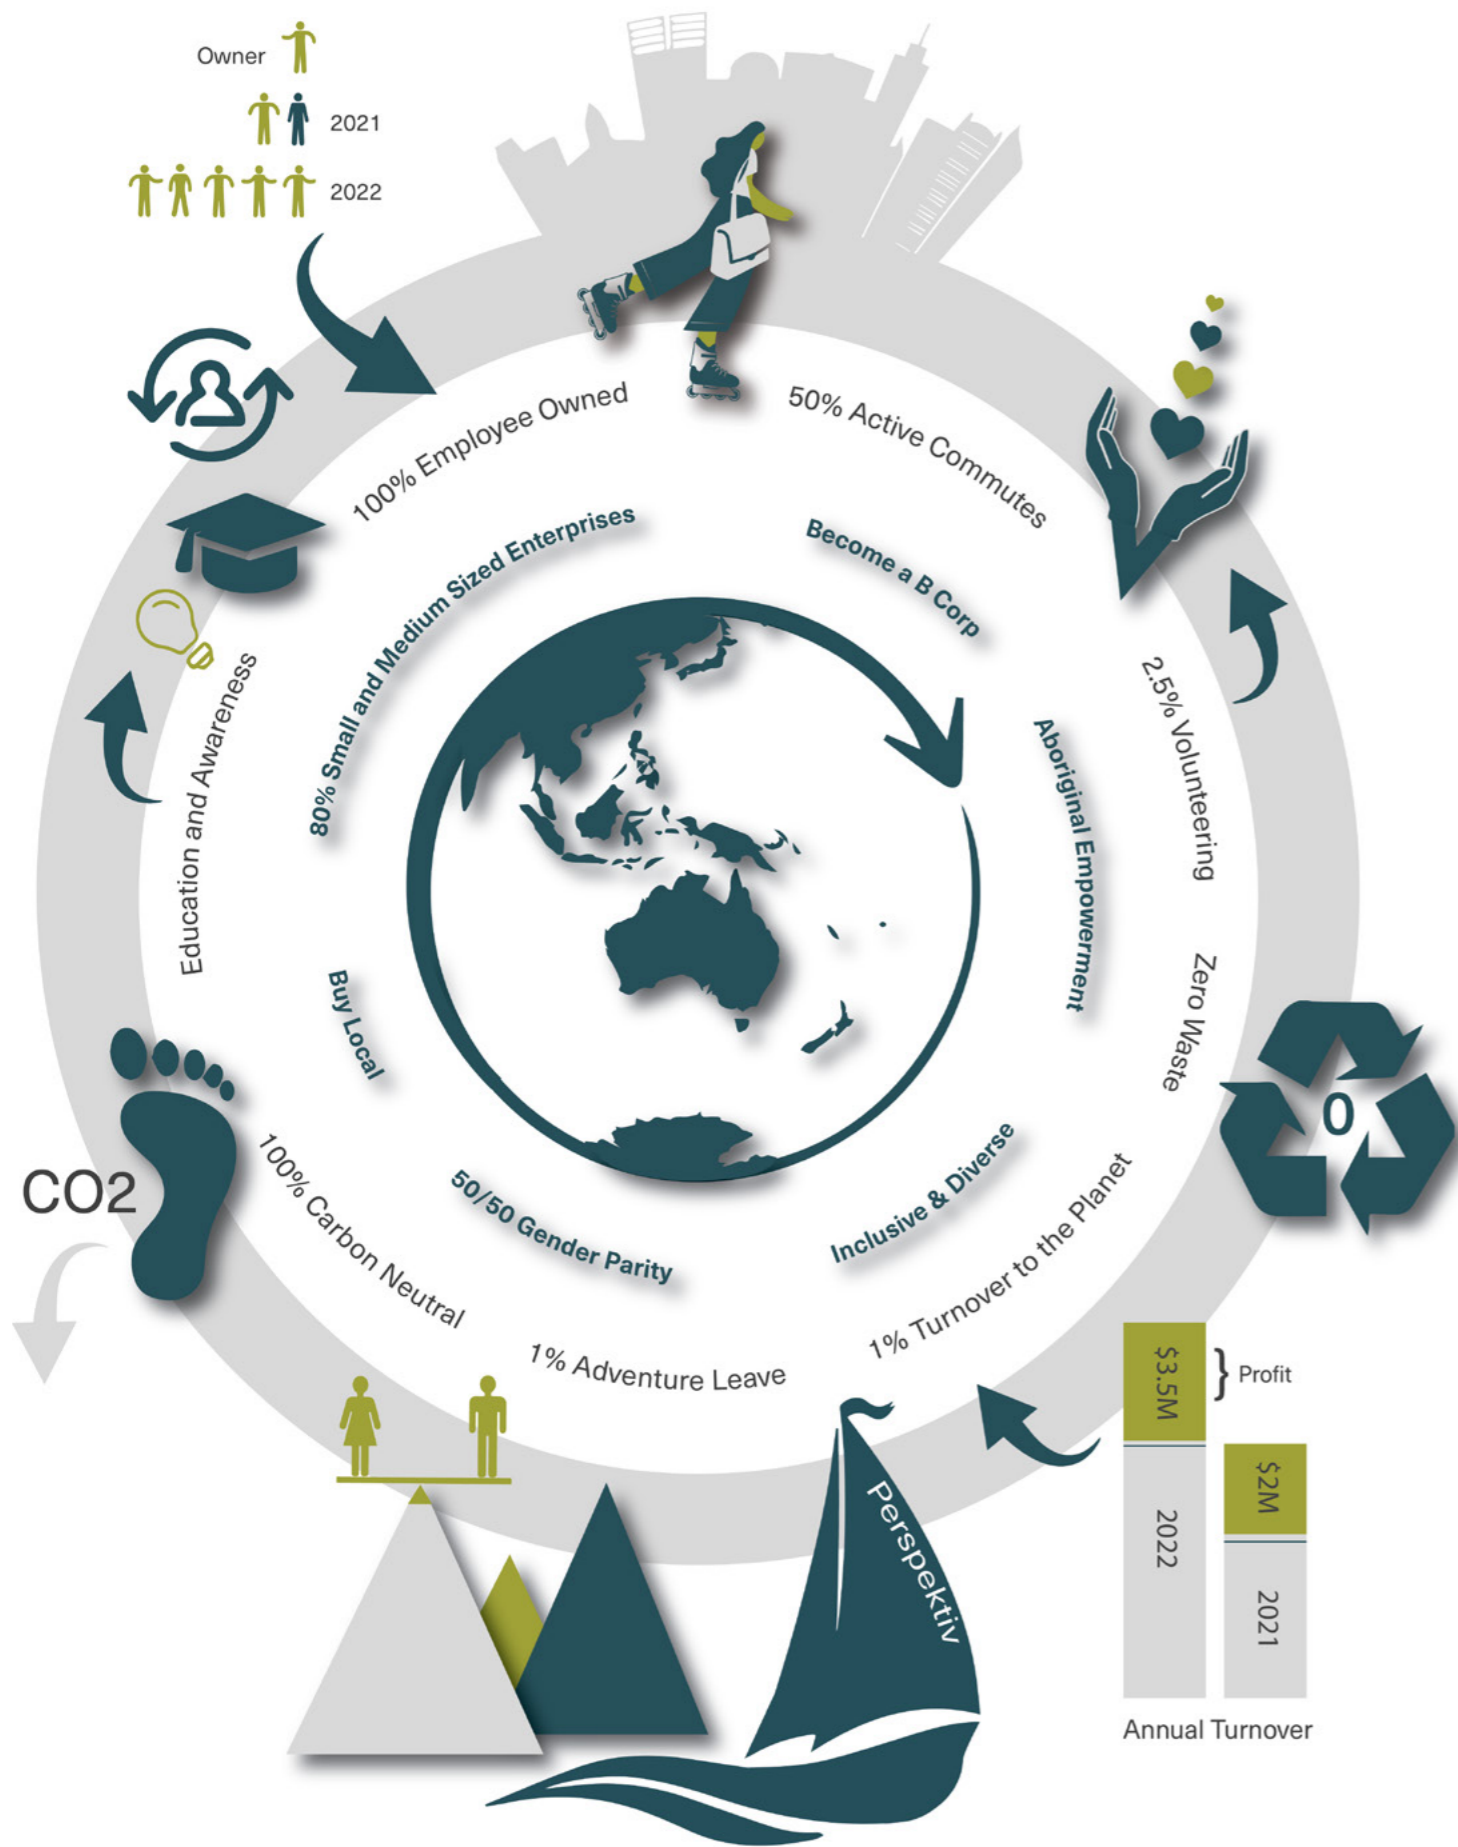 Owner
2021
2022
100% Employee Owned
50% Active Commutes
80% Small and Medium Sized Enterprises
Become a B Corp
Education and Awareness
2.5% Volunteering
Aboriginal Empowerment
Buy Local
Zero Waste
0
CO2
100% Carbon Neutral
50/50 Gender Parity
Inclusive & Diverse
1% Adventure Leave
1% Turnover to the Planet
Perspektiv
$3.5M
Profit
$2M
2022
2021
Annual Turnover